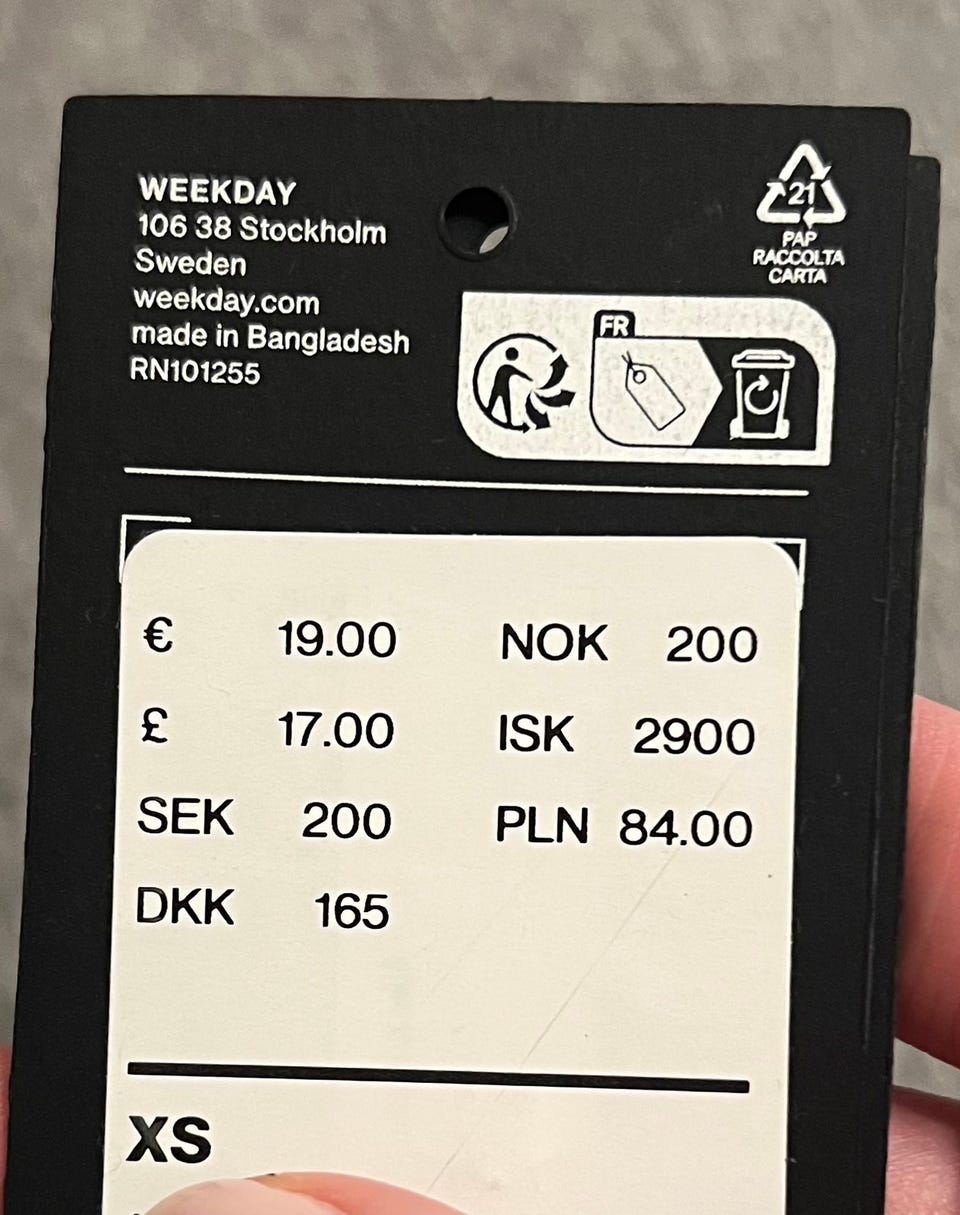 WEEKDAY
106 38 Stockholm
Sweden
weekday.com
made in Bangladesh
RN101255
21
PAP
RACCOLTA
CARTA
FR
€ 19.00
£ 17.00
SEK 200
DKK 165
NOK 200
ISK 2900
PLN 84.00
XS